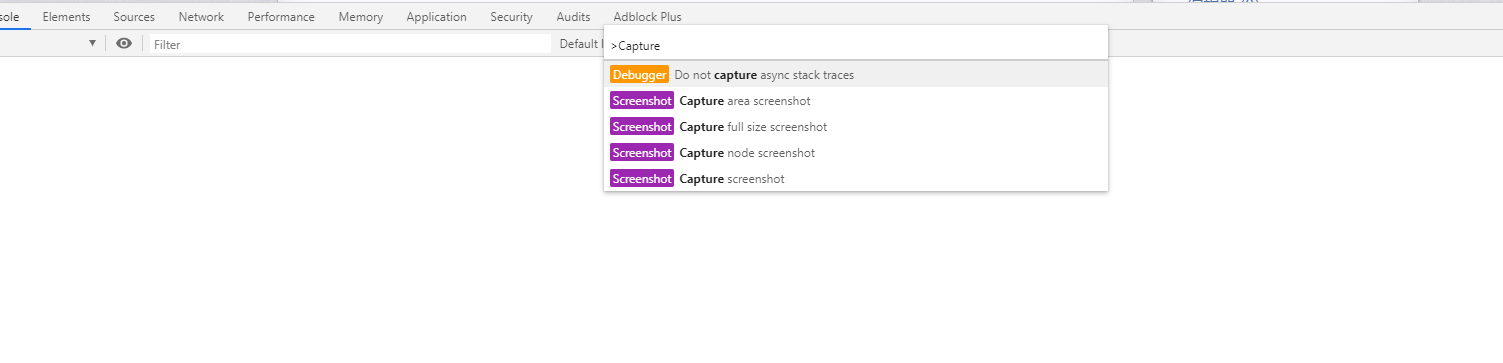 Elements Sources Network Performance Memory Application Security Audits Adblock Plus
Filter Default
>Capture
Debugger Do not capture async stack traces
Screenshot Capture area screenshot
Screenshot Capture full size screenshot
Screenshot Capture node screenshot
Screenshot Capture screenshot